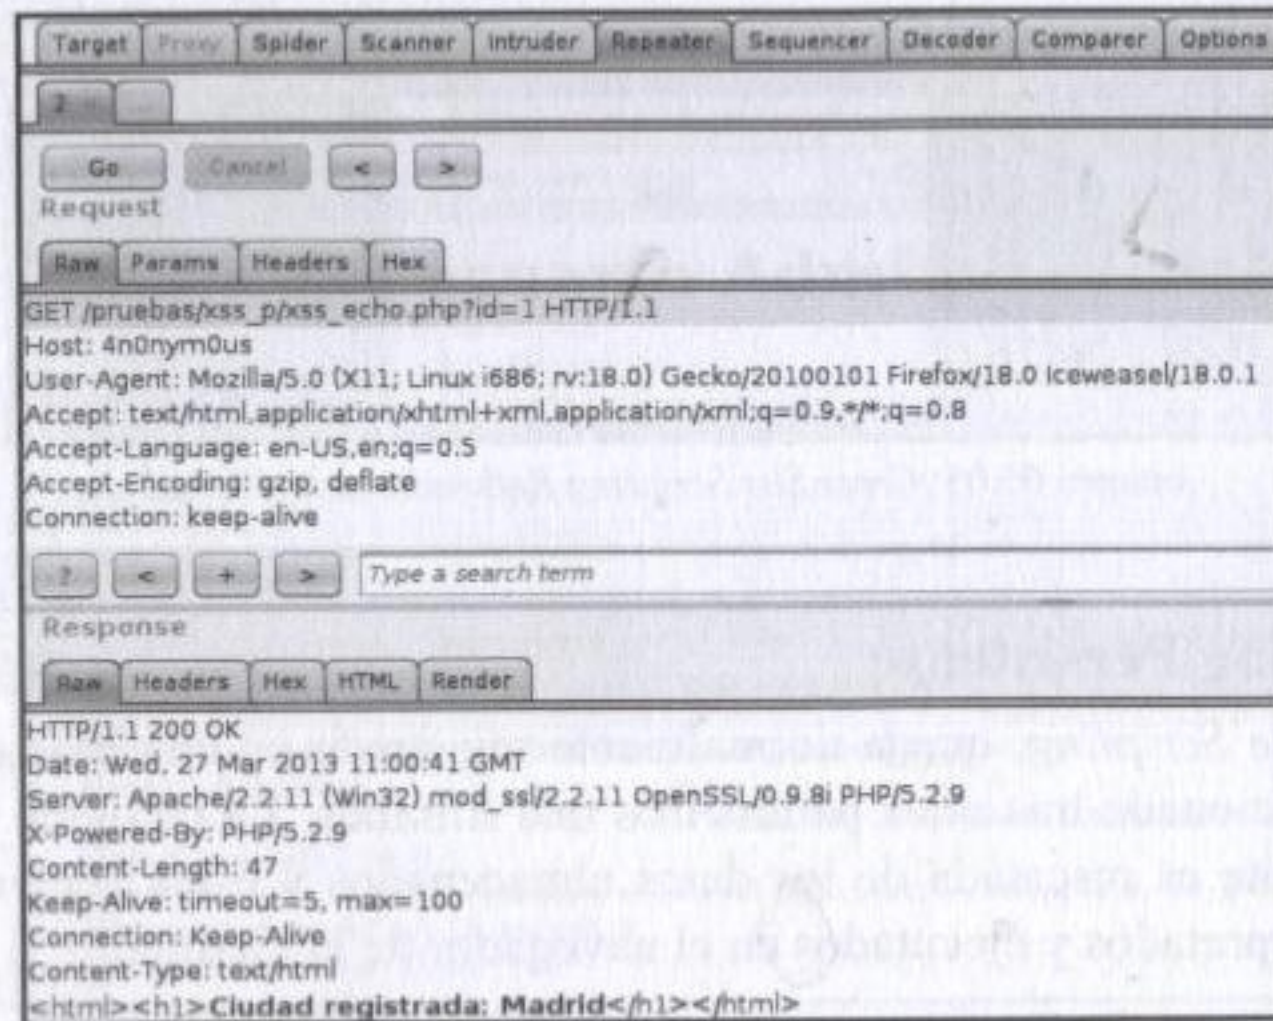 Target Proxy Spider Scanner Intruder Repeater Sequencer Decoder Comparer Options
2 ...
Go Cancel < >
Request
Raw Params Headers Hex
GET /pruebas/xss_p/xss_echo.php?id=1 HTTP/1.1
Host: 4n0nym0us
User-Agent: Mozilla/5.0 (X11; Linux i686; rv:18.0) Gecko/20100101 Firefox/18.0 Iceweasel/18.0.1
Accept: text/html,application/xhtml+xml,application/xml;q=0.9,*/*;q=0.8
Accept-Language: en-US,en;q=0.5
Accept-Encoding: gzip, deflate
Connection: keep-alive
? < + > Type a search term
Response
Raw Headers Hex HTML Render
HTTP/1.1 200 OK
Date: Wed, 27 Mar 2013 11:00:41 GMT
Server: Apache/2.2.11 (Win32) mod_ssl/2.2.11 OpenSSL/0.9.8i PHP/5.2.9
X-Powered-By: PHP/5.2.9
Content-Length: 47
Keep-Alive: timeout=5, max=100
Connection: Keep-Alive
Content-Type: text/html
<html><h1>Ciudad registrada: Madrid</h1></html>